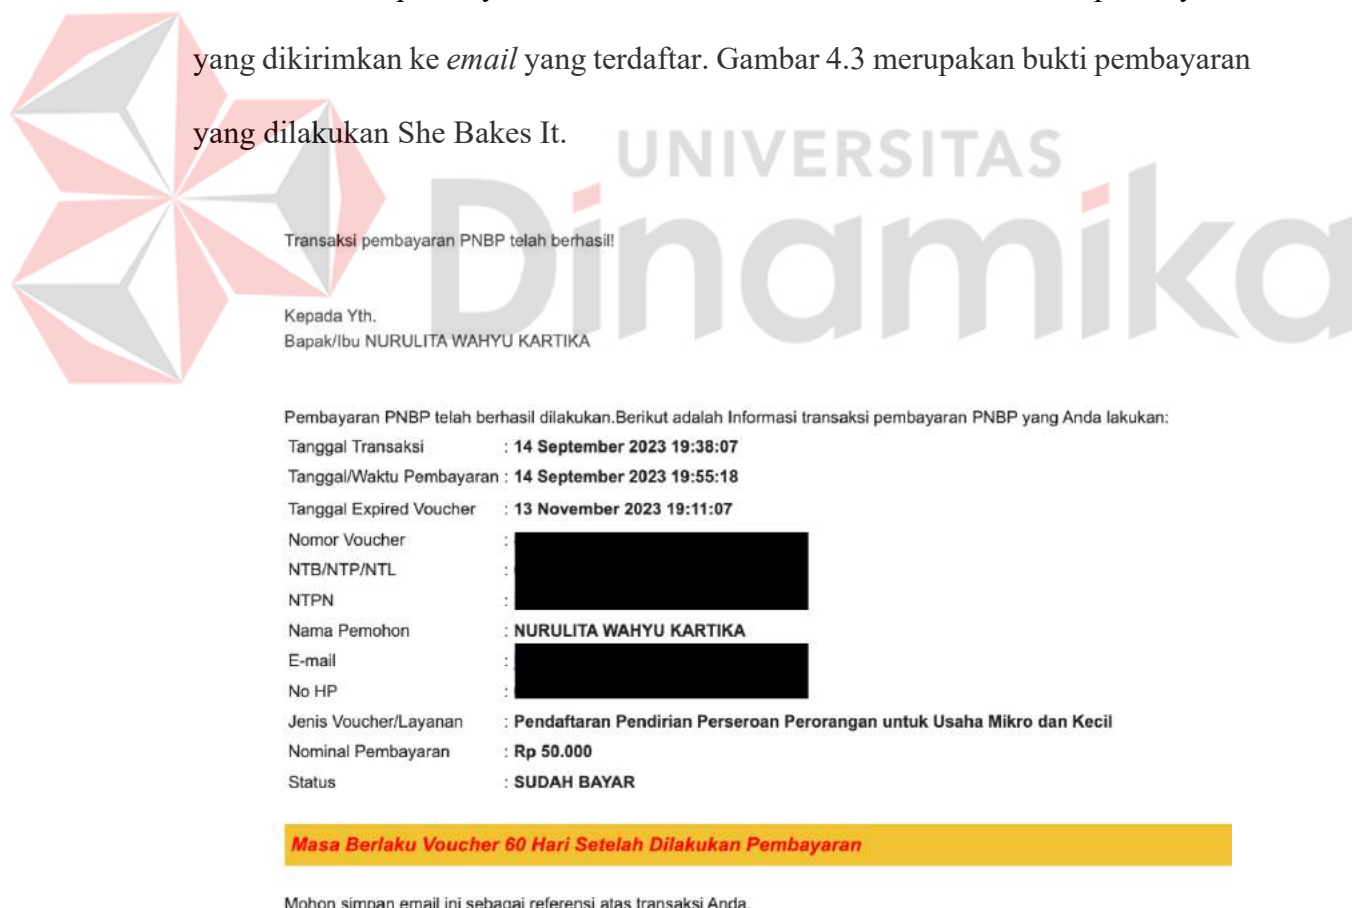 yang dikirimkan ke email yang terdaftar. Gambar 4.3 merupakan bukti pembayaran
yang dilakukan She Bakes It.
UNIVERSITAS
Dinamika
Transaksi pembayaran PNBP telah berhasil!
Kepada Yth.
Bapak/Ibu NURULITA WAHYU KARTIKA
Pembayaran PNBP telah berhasil dilakukan.Berikut adalah Informasi transaksi pembayaran PNBP yang Anda lakukan:
Tanggal Transaksi : 14 September 2023 19:38:07
Tanggal/Waktu Pembayaran : 14 September 2023 19:55:18
Tanggal Expired Voucher : 13 November 2023 19:11:07
Nomor Voucher :
NTB/NTP/NTL :
NTPN :
Nama Pemohon : NURULITA WAHYU KARTIKA
E-mail :
No HP :
Jenis Voucher/Layanan : Pendaftaran Pendirian Perseroan Perorangan untuk Usaha Mikro dan Kecil
Nominal Pembayaran : Rp 50.000
Status : SUDAH BAYAR
Masa Berlaku Voucher 60 Hari Setelah Dilakukan Pembayaran
Mohon simpan email ini sebagai referensi atas transaksi Anda.